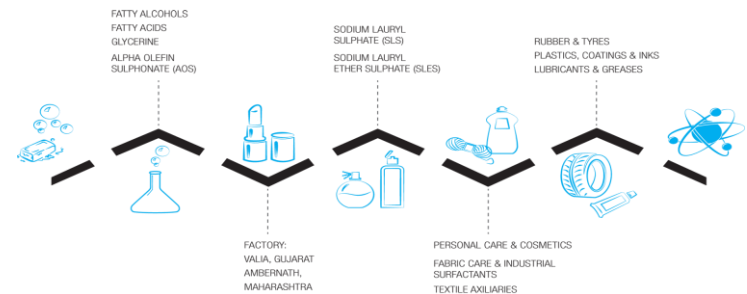 FATTY ALCOHOLS
FATTY ACIDS
GLYCERINE
ALPHA OLEFIN
SULPHONATE (AOS)
SODIUM LAURYL
SULPHATE (SLS)
SODIUM LAURYL
ETHER SULPHATE (SLES)
RUBBER & TYRES
PLASTICS, COATINGS & INKS
LUBRICANTS & GREASES
FACTORY:
VALIA, GUJARAT
AMBERNATH,
MAHARASHTRA
PERSONAL CARE & COSMETICS
FABRIC CARE & INDUSTRIAL
SURFACTANTS
TEXTILE AXILIARIES